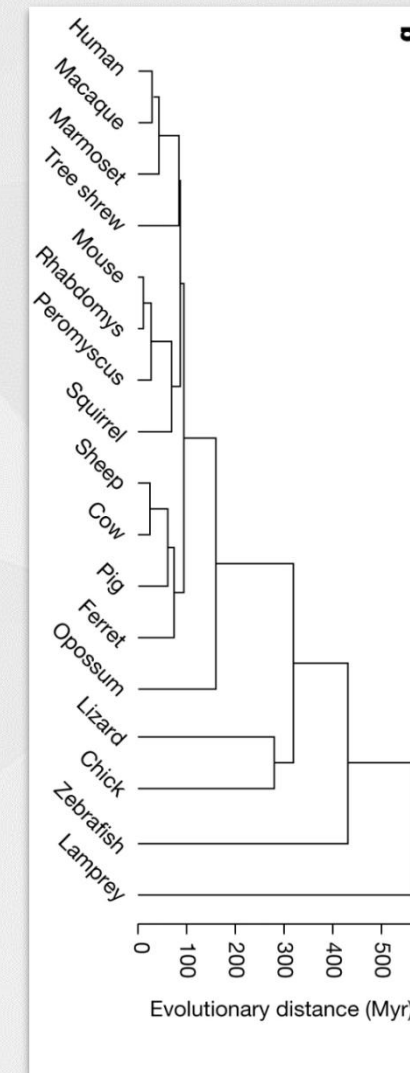 b
Human
Macaque
Marmoset
Tree shrew
Mouse
Rhabdomys
Peromyscus
Squirrel
Sheep
Cow
Pig
Ferret
Opossum
Lizard
Chick
Zebrafish
Lamprey
0 100 200 300 400 500
Evolutionary distance (Myr)